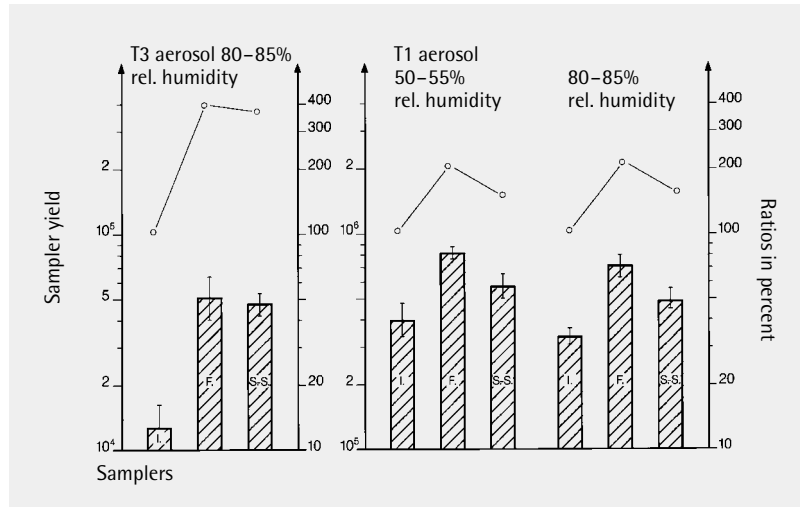 T3 aerosol 80–85%
rel. humidity
T1 aerosol
50–55%
rel. humidity
80–85%
rel. humidity
Sampler yield
2
10⁵
5
2
10⁴
400
300
200
100
50
20
10
2
10⁶
5
2
10⁵
400
300
200
100
50
20
10
Ratios in percent
I.
F.
S.-S.
I.
F.
S.-S.
I.
F.
S.-S.
Samplers